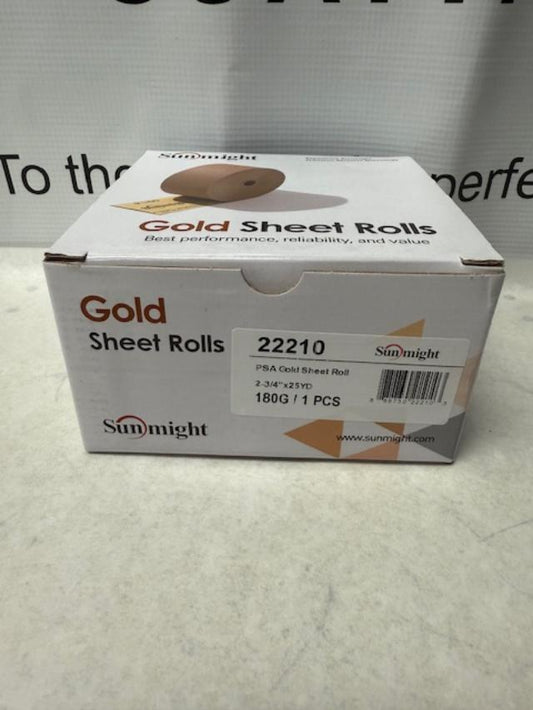 To the
perfe
Sunmight
Gold Sheet Rolls
Best performance, reliability, and value
Gold
Sheet Rolls
Sunmight
22210
Sunmight
PSA Gold Sheet Roll
2-3/4"x25YD
180G / 1 PCS
www.sunmight.com